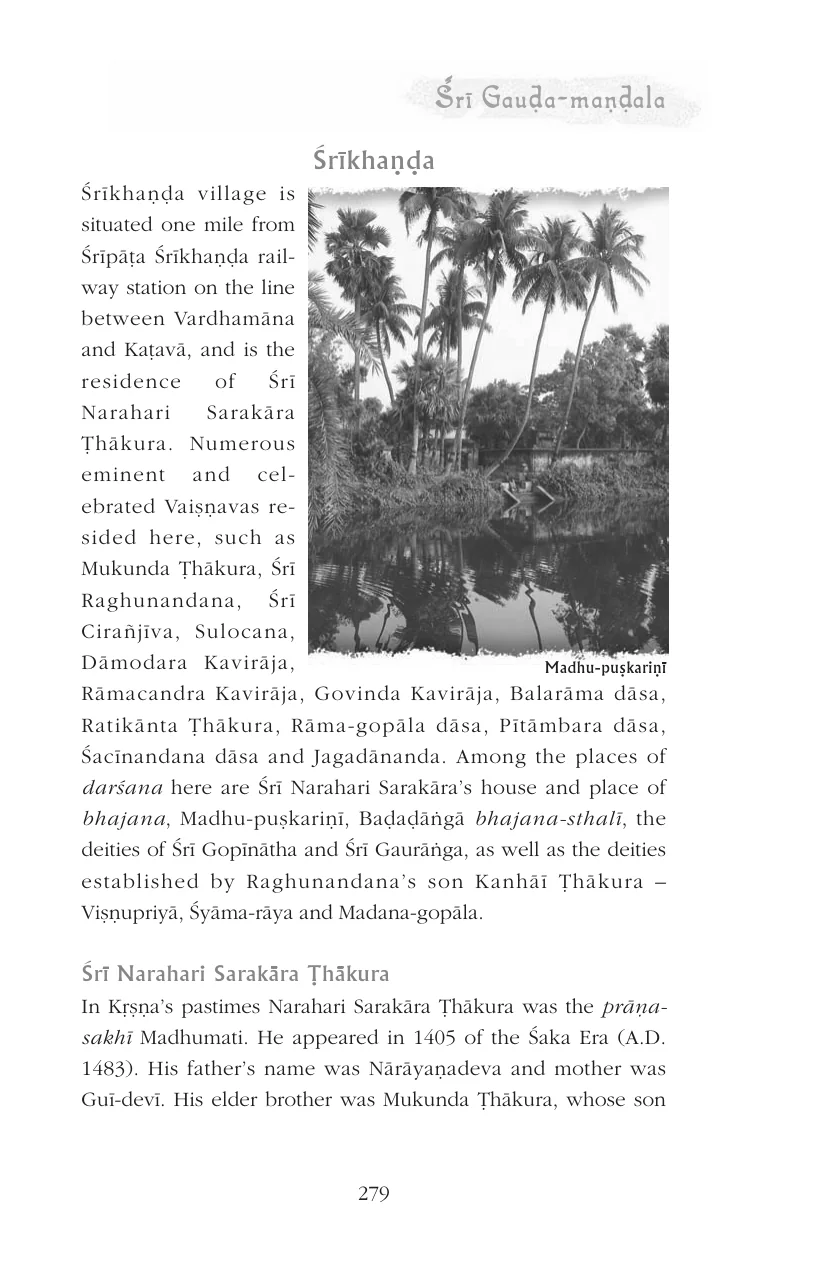 Śrī Gauḍa-maṇḍala
Śrīkhaṇḍa
Śrīkhaṇḍa village is
situated one mile from
Śrīpāṭa Śrīkhaṇḍa rail-
way station on the line
between Vardhamāna
and Kaṭavā, and is the
residence of Śrī
Narahari Sarakāra
Ṭhākura. Numerous
eminent and cel-
ebrated Vaiṣṇavas re-
sided here, such as
Mukunda Ṭhākura, Śrī
Raghunandana, Śrī
Cirañjīva, Sulocana,
Dāmodara Kavirāja,
Madhu-puṣkariṇī
Rāmacandra Kavirāja, Govinda Kavirāja, Balarāma dāsa,
Ratikānta Ṭhākura, Rāma-gopāla dāsa, Pītāmbara dāsa,
Śacīnandana dāsa and Jagadānanda. Among the places of
darśana here are Śrī Narahari Sarakāra’s house and place of
bhajana, Madhu-puṣkariṇī, Baḍaḍāṅgā bhajana-sthalī, the
deities of Śrī Gopīnātha and Śrī Gaurāṅga, as well as the deities
established by Raghunandana’s son Kanhāī Ṭhākura –
Viṣṇupriyā, Śyāma-rāya and Madana-gopāla.
Śrī Narahari Sarakāra Ṭhākura
In Kṛṣṇa’s pastimes Narahari Sarakāra Ṭhākura was the prāṇa-
sakhī Madhumati. He appeared in 1405 of the Śaka Era (A.D.
1483). His father’s name was Nārāyaṇadeva and mother was
Guī-devī. His elder brother was Mukunda Ṭhākura, whose son
279